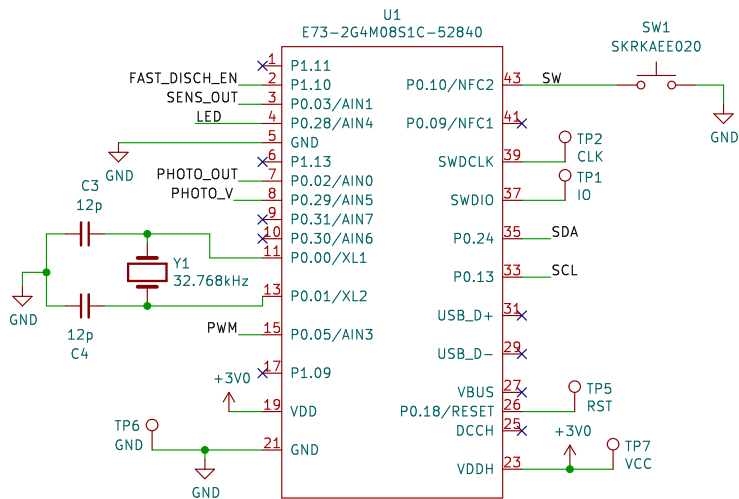 U1
E73-2G4M08S1C-52840
SW1
SKRKAEE020
1 P1.11
FAST_DISCH_EN 2 P1.10
SENS_OUT 3 P0.03/AIN1
LED 4 P0.28/AIN4
5 GND
GND
6 P1.13
PHOTO_OUT 7 P0.02/AIN0
PHOTO_V 8 P0.29/AIN5
9 P0.31/AIN7
10 P0.30/AIN6
11 P0.00/XL1
13 P0.01/XL2
PWM 15 P0.05/AIN3
17 P1.09
+3V0
19 VDD
21 GND
TP6
GND
GND
C3
12p
Y1
32.768kHz
GND
12p
C4
P0.10/NFC2 43 SW
GND
P0.09/NFC1 41
SWDCLK 39
TP2
CLK
SWDIO 37
TP1
IO
P0.24 35 SDA
P0.13 33 SCL
USB_D+ 31
USB_D- 29
VBUS 27
P0.18/RESET 26
TP5
RST
DCCH 25
+3V0
VDDH 23
TP7
VCC